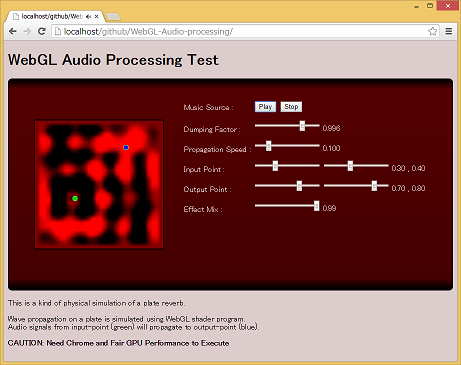 localhost/github/Web
localhost/github/WebGL-Audio-processing/
WebGL Audio Processing Test
Music Source : Play Stop
Dumping Factor : 0.996
Propagation Speed : 0.100
Input Point : 0.30 , 0.40
Output Point : 0.70 , 0.80
Effect Mix : 0.99
This is a kind of physical simulation of a plate reverb.
Wave propagation on a plate is simulated using WebGL shader program.
Audio signals from input-point (green) will propagate to output-point (blue).
CAUTION: Need Chrome and Fair GPU Performance to Execute